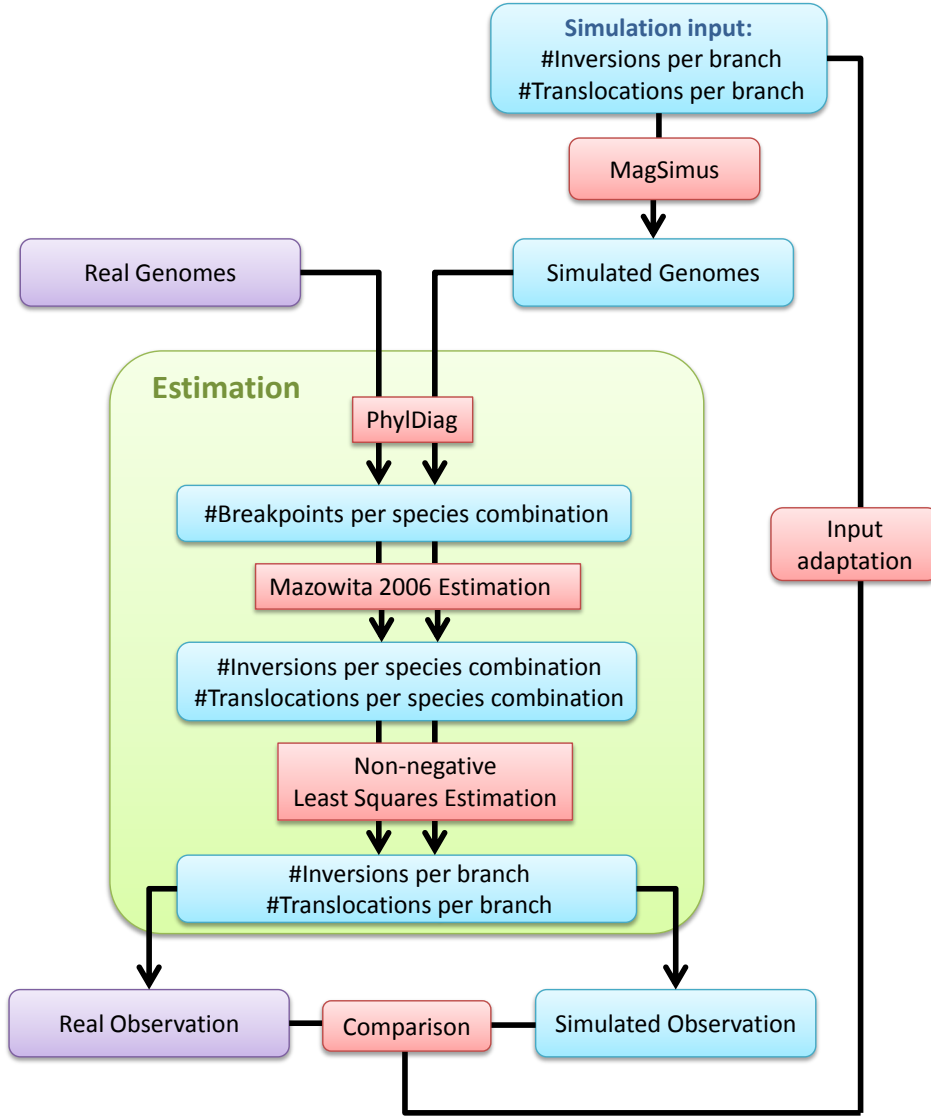 Simulation input:
#Inversions per branch
#Translocations per branch
MagSimus
Real Genomes
Simulated Genomes
Estimation
PhylDiag
#Breakpoints per species combination
Input
adaptation
Mazowita 2006 Estimation
#Inversions per species combination
#Translocations per species combination
Non-negative
Least Squares Estimation
#Inversions per branch
#Translocations per branch
Real Observation
Comparison
Simulated Observation